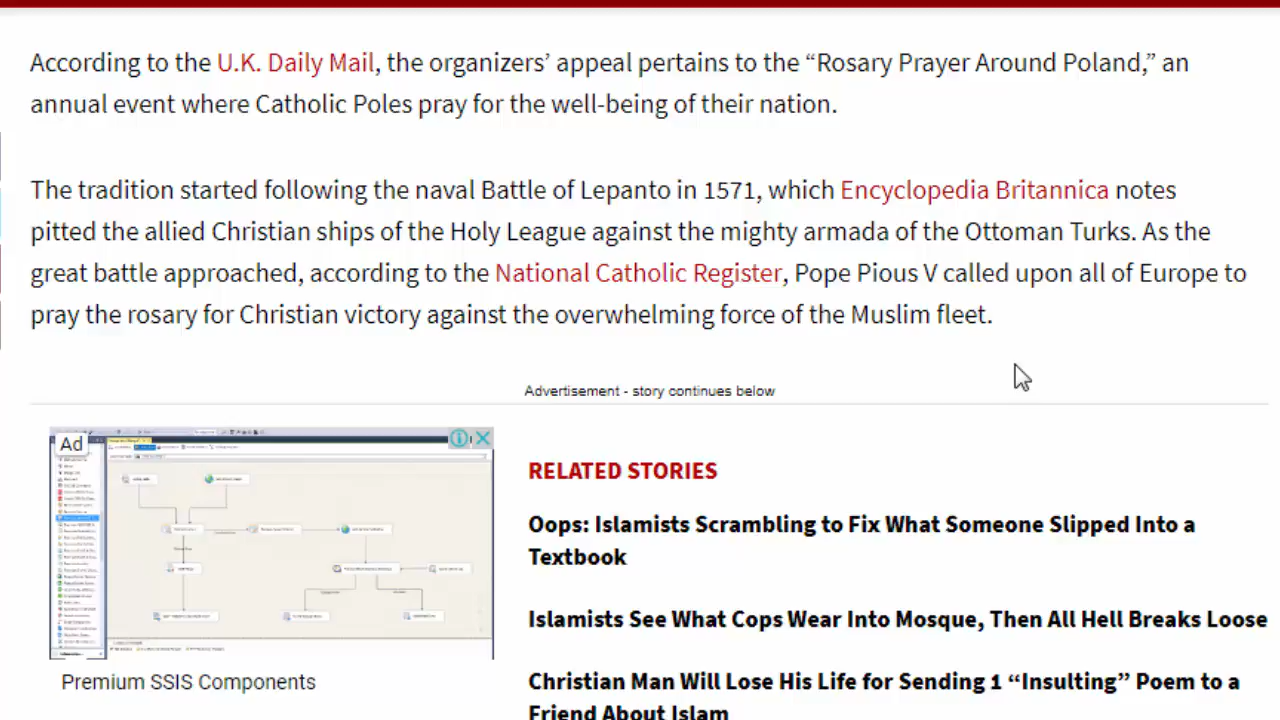 According to the U.K. Daily Mail, the organizers’ appeal pertains to the “Rosary Prayer Around Poland,” an
annual event where Catholic Poles pray for the well-being of their nation.
The tradition started following the naval Battle of Lepanto in 1571, which Encyclopedia Britannica notes
pitted the allied Christian ships of the Holy League against the mighty armada of the Ottoman Turks. As the
great battle approached, according to the National Catholic Register, Pope Pious V called upon all of Europe to
pray the rosary for Christian victory against the overwhelming force of the Muslim fleet.
Advertisement - story continues below
Ad
Premium SSIS Components
RELATED STORIES
Oops: Islamists Scrambling to Fix What Someone Slipped Into a
Textbook
Islamists See What Cops Wear Into Mosque, Then All Hell Breaks Loose
Christian Man Will Lose His Life for Sending 1 “Insulting” Poem to a
Friend About Islam